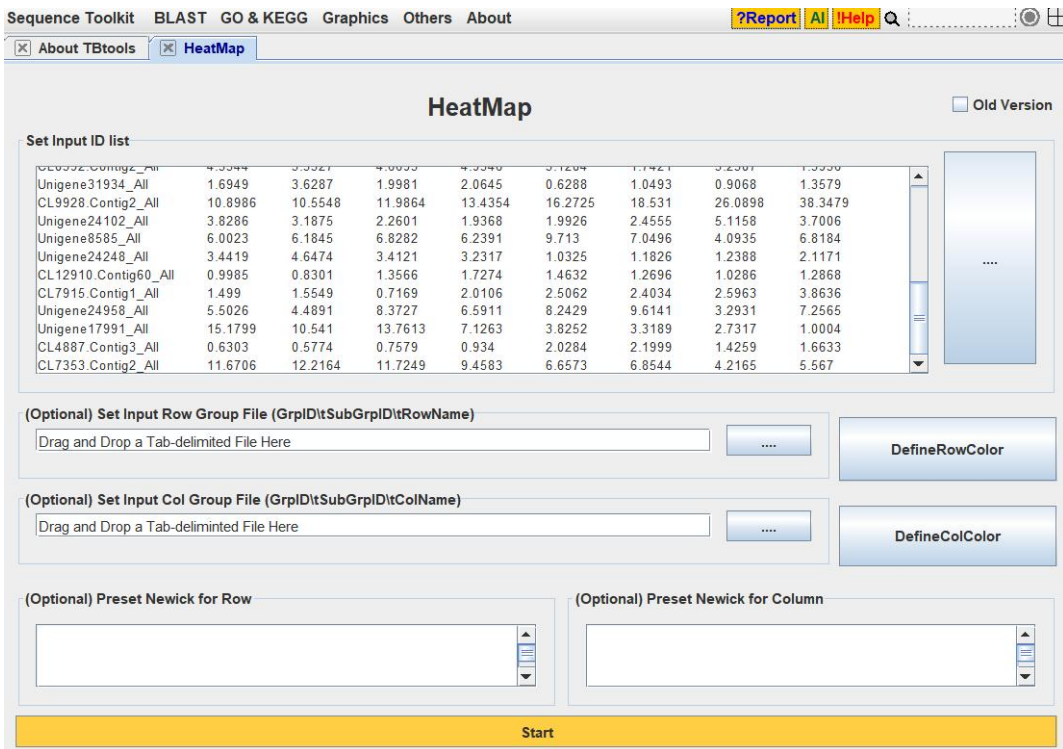 Sequence Toolkit BLAST GO & KEGG Graphics Others About ?Report AI !Help
About TBtools HeatMap
HeatMap
Old Version
Set Input ID list
Unigene31934_All 1.6949 3.6287 1.9981 2.0645 0.6288 1.0493 0.9068 1.3579
CL9928.Contig2_All 10.8986 10.5548 11.9864 13.4354 16.2725 18.531 26.0898 38.3479
Unigene24102_All 3.8286 3.1875 2.2601 1.9368 1.9926 2.4555 5.1158 3.7006
Unigene8585_All 6.0023 6.1845 6.8282 6.2391 9.713 7.0496 4.0935 6.8184
Unigene24248_All 3.4419 4.6474 3.4121 3.2317 1.0325 1.1826 1.2388 2.1171
CL12910.Contig60_All 0.9985 0.8301 1.3566 1.7274 1.4632 1.2696 1.0286 1.2868
CL7915.Contig1_All 1.499 1.5549 0.7169 2.0106 2.5062 2.4034 2.5963 3.8636
Unigene24958_All 5.5026 4.4891 8.3727 6.5911 8.2429 9.6141 3.2931 7.2565
Unigene17991_All 15.1799 10.541 13.7613 7.1263 3.8252 3.3189 2.7317 1.0004
CL4887.Contig3_All 0.6303 0.5774 0.7579 0.934 2.0284 2.1999 1.4259 1.6633
CL7353.Contig2_All 11.6706 12.2164 11.7249 9.4583 6.6573 6.8544 4.2165 5.567
....
(Optional) Set Input Row Group File (GrpID\tSubGrpID\tRowName)
Drag and Drop a Tab-delimited File Here
....
DefineRowColor
(Optional) Set Input Col Group File (GrpID\tSubGrpID\tColName)
Drag and Drop a Tab-deliminted File Here
....
DefineColColor
(Optional) Preset Newick for Row
(Optional) Preset Newick for Column
Start